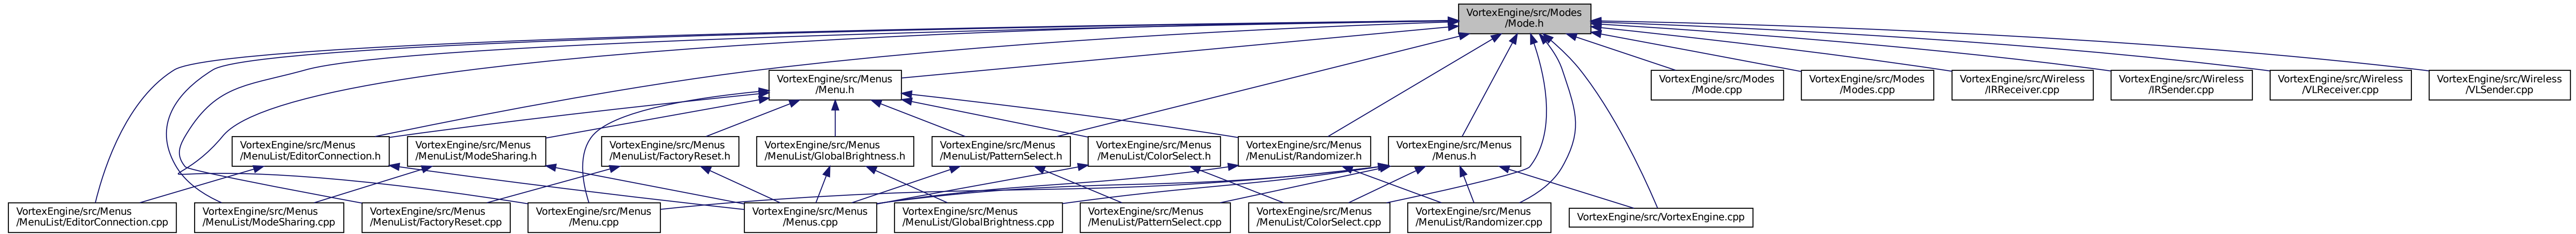 VortexEngine/src/Modes
/Mode.h
VortexEngine/src/Menus
/Menu.h
VortexEngine/src/Modes
/Mode.cpp
VortexEngine/src/Modes
/Modes.cpp
VortexEngine/src/Wireless
/IRReceiver.cpp
VortexEngine/src/Wireless
/IRSender.cpp
VortexEngine/src/Wireless
/VLReceiver.cpp
VortexEngine/src/Wireless
/VLSender.cpp
VortexEngine/src/Menus
/MenuList/EditorConnection.h
VortexEngine/src/Menus
/MenuList/ModeSharing.h
VortexEngine/src/Menus
/MenuList/FactoryReset.h
VortexEngine/src/Menus
/MenuList/GlobalBrightness.h
VortexEngine/src/Menus
/MenuList/PatternSelect.h
VortexEngine/src/Menus
/MenuList/ColorSelect.h
VortexEngine/src/Menus
/MenuList/Randomizer.h
VortexEngine/src/Menus
/Menus.h
VortexEngine/src/Menus
/MenuList/EditorConnection.cpp
VortexEngine/src/Menus
/MenuList/ModeSharing.cpp
VortexEngine/src/Menus
/MenuList/FactoryReset.cpp
VortexEngine/src/Menus
/Menu.cpp
VortexEngine/src/Menus
/Menus.cpp
VortexEngine/src/Menus
/MenuList/GlobalBrightness.cpp
VortexEngine/src/Menus
/MenuList/PatternSelect.cpp
VortexEngine/src/Menus
/MenuList/ColorSelect.cpp
VortexEngine/src/Menus
/MenuList/Randomizer.cpp
VortexEngine/src/VortexEngine.cpp